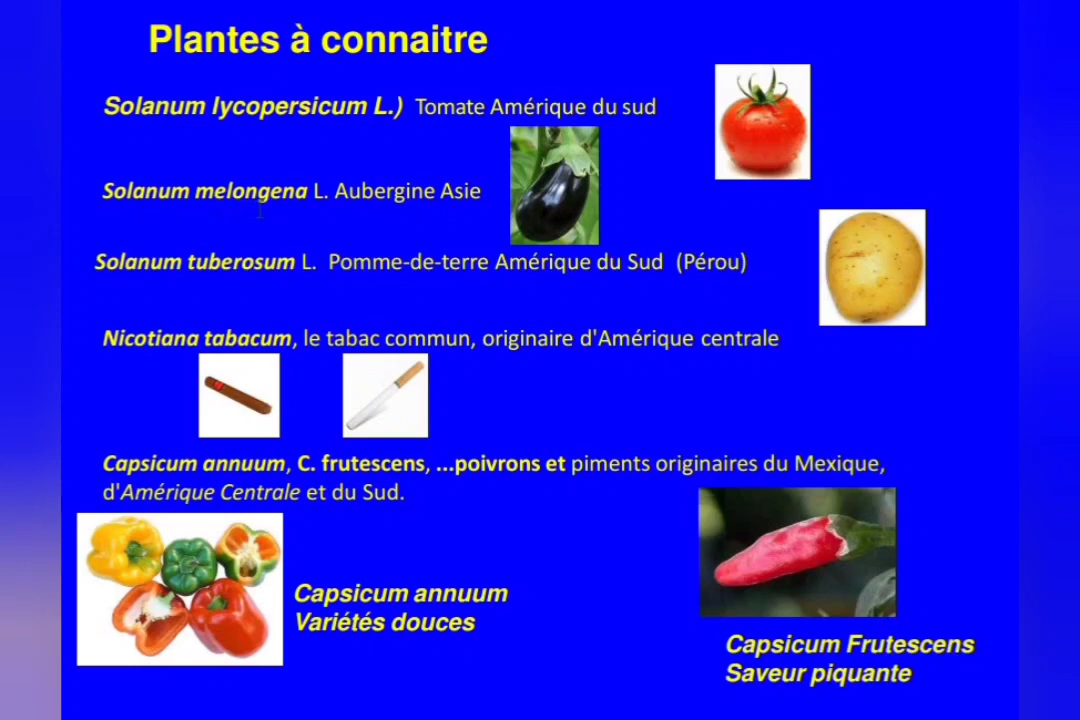 Plantes à connaitre
Solanum lycopersicum L.) Tomate Amérique du sud
Solanum melongena L. Aubergine Asie
Solanum tuberosum L. Pomme-de-terre Amérique du Sud (Pérou)
Nicotiana tabacum, le tabac commun, originaire d'Amérique centrale
Capsicum annuum, C. frutescens, ...poivrons et piments originaires du Mexique,
d'Amérique Centrale et du Sud.
Capsicum annuum
Variétés douces
Capsicum Frutescens
Saveur piquante